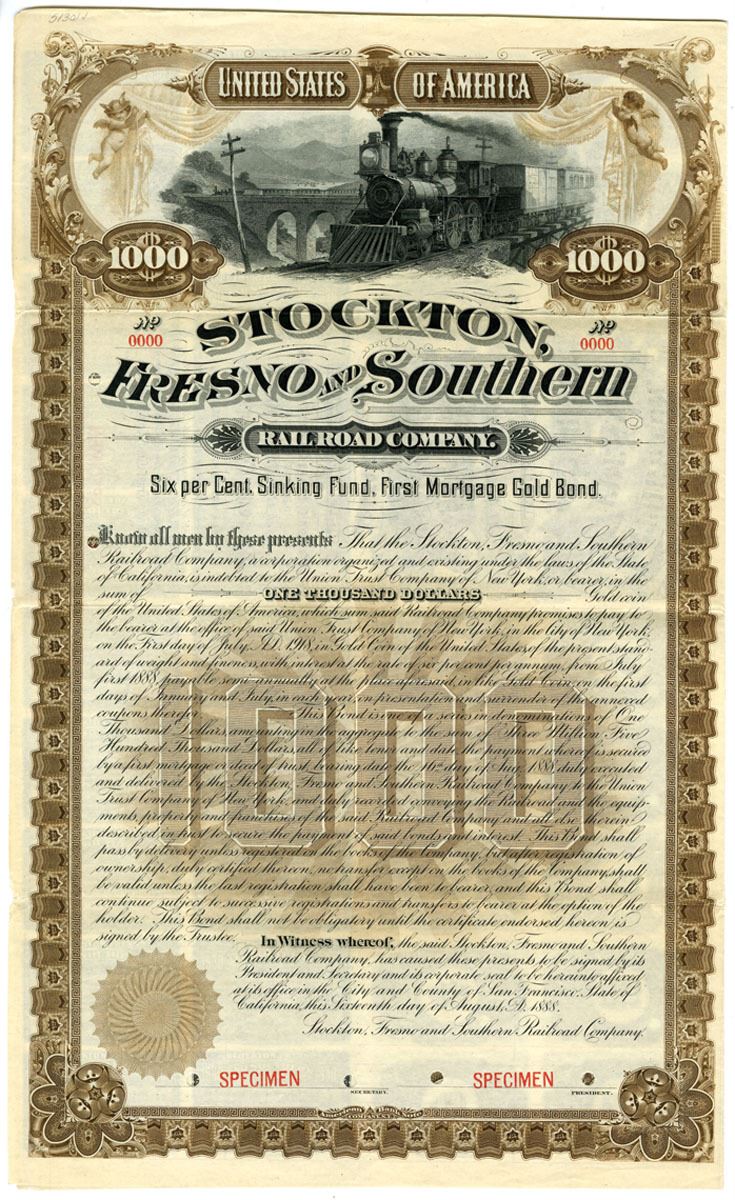 51301
UNITED STATES OF AMERICA
1000 1000
No No
0000 0000
STOCKTON,
FRESNO AND Southern
RAILROAD COMPANY.
Six per Cent. Sinking Fund, First Mortgage Gold Bond.
Know all men by these presents That the Stockton, Fresno and Southern
Railroad Company, a corporation organized and existing under the laws of the State
of California, is indebted to the Union Trust Company of New York, or bearer, in the
sum of ONE THOUSAND DOLLARS Gold coin
of the United States of America, which sum said Railroad Company promises to pay to
the bearer at the office of said Union Trust Company of New York, in the City of New York,
on the First day of July A.D. 1918, in Gold Coin of the United States of the present stand-
ard of weight and fineness, with interest at the rate of six per cent per annum, from July
first 1888, payable semi-annually at the place aforesaid, in like Gold Coin, on the first
days of January and July, in each year, on presentation and surrender of the annexed
coupons therefor. This Bond is one of a series in denominations of One
Thousand Dollars, amounting in the aggregate to the sum of Three Million Five
Hundred Thousand Dollars, all of like tenor and date, the payment whereof is secured
by a first mortgage or deed of trust, bearing date the 16th day of Aug. 1888, duly executed
and delivered by the Stockton, Fresno and Southern Railroad Company to the Union
Trust Company of New York, and duly recorded conveying the Railroad and the equip-
ments, property and franchises of the said Railroad Company and all else therein
described in trust to secure the payment of said bonds and interest. This Bond shall
pass by delivery unless registered on the books of the Company, but after registration of
ownership, duly certified thereon, no transfer except on the books of the Company, shall
be valid unless the last registration shall have been to bearer, and this Bond shall
continue subject to successive registrations and transfers to bearer at the option of the
holder. This Bond shall not be obligatory until the certificate endorsed hereon is
signed by the Trustee.
In Witness whereof, the said Stockton, Fresno and Southern
Railroad Company, has caused these presents to be signed by its
President and Secretary and its corporate seal to be hereunto affixed
at its office in the City and County of San Francisco, State of
California, this Sixteenth day of August, A.D. 1888.
Stockton, Fresno and Southern Railroad Company.
1000
SPECIMEN SPECIMEN
SECRETARY. PRESIDENT.